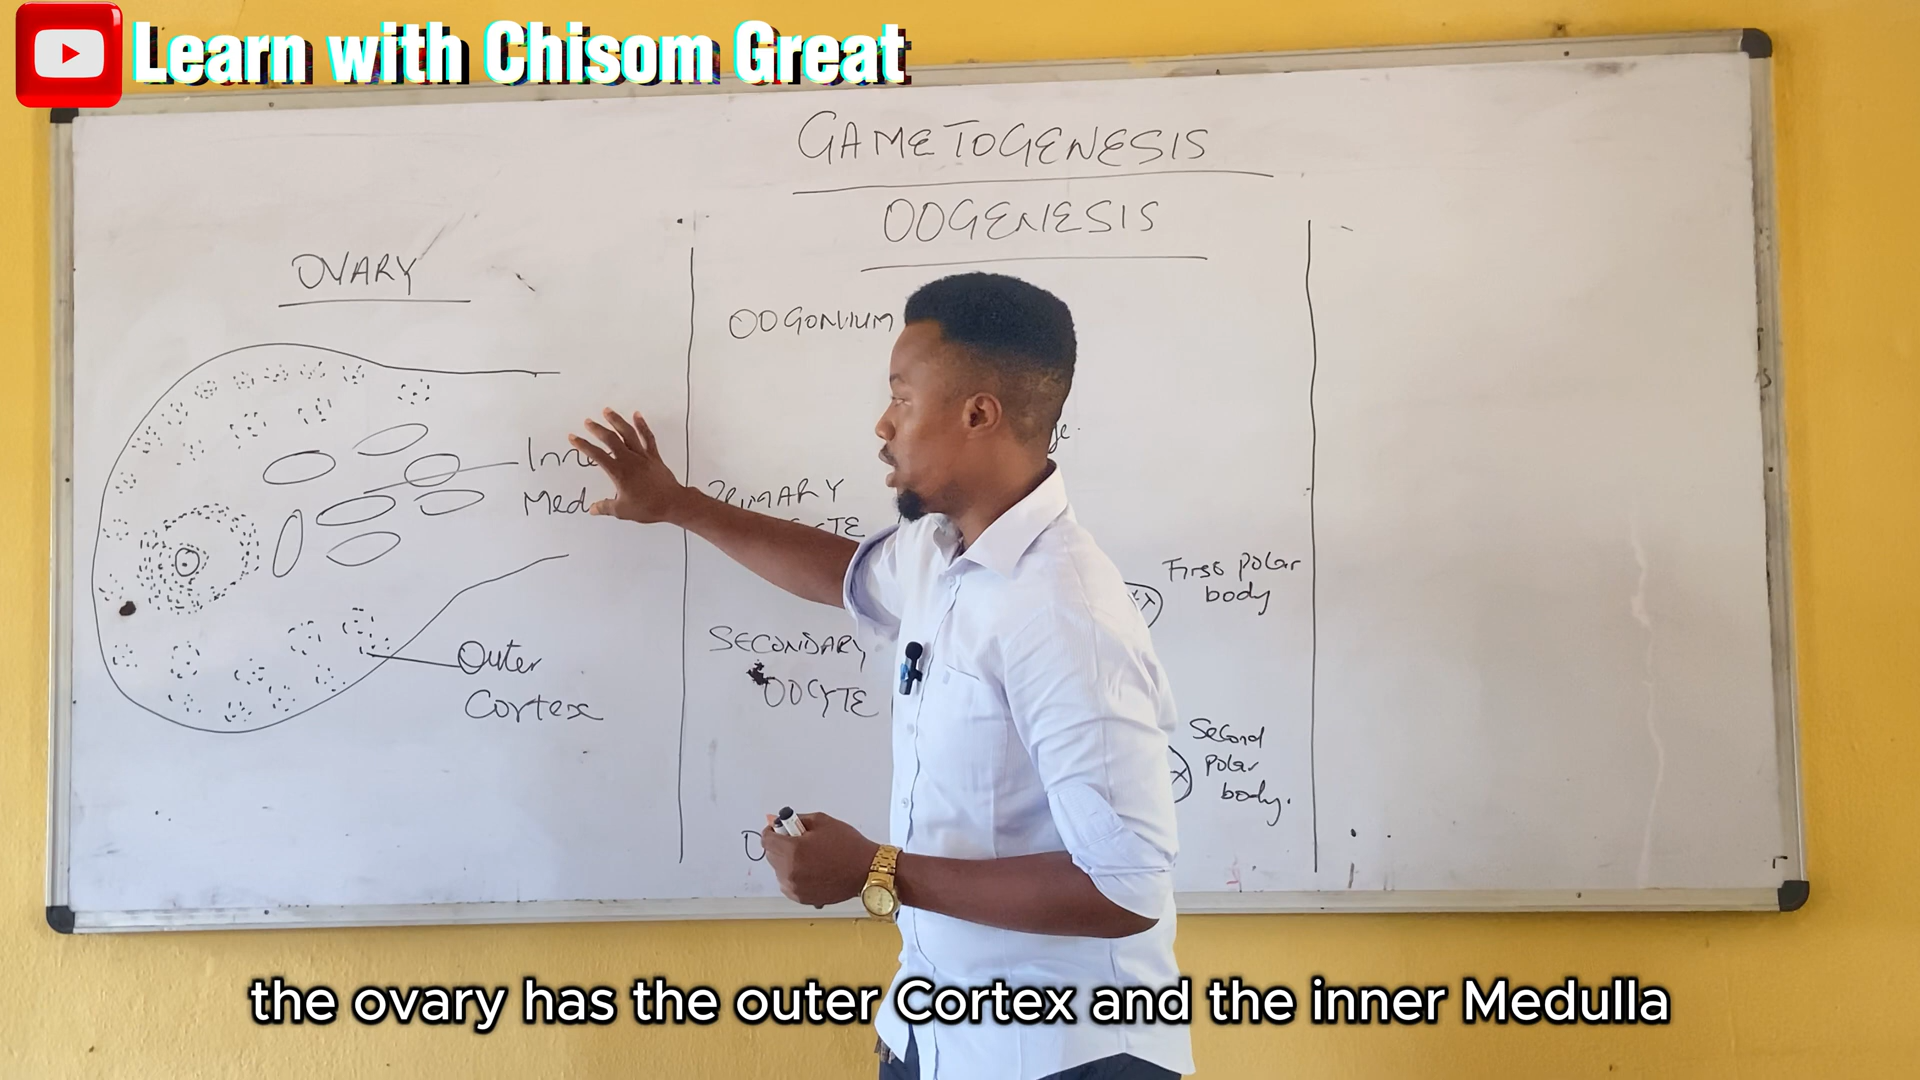 Learn with Chisom Great
GAMETOGENESIS
OOGENESIS
OVARY
OOGONIUM
PRIMARY
First polar
body
SECONDARY
OOCYTE
Outer
Cortex
Second
polar
body.
the ovary has the outer Cortex and the inner Medulla